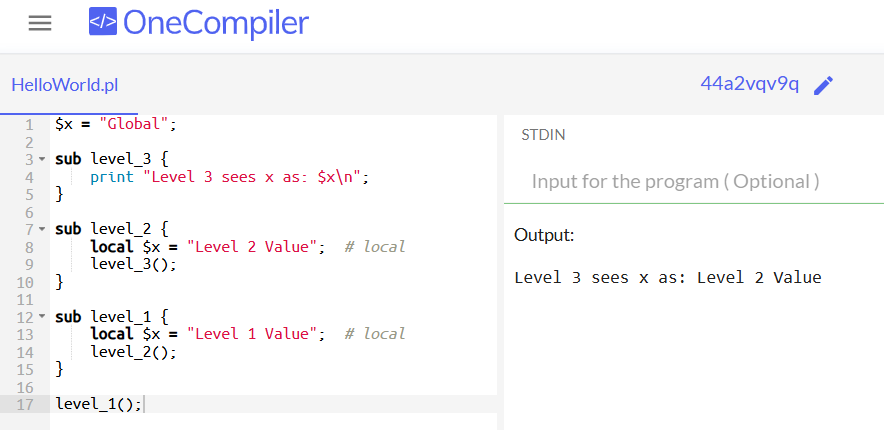 </> OneCompiler
HelloWorld.pl
44a2vqv9q
1 $x = "Global";
2
3 sub level_3 {
4     print "Level 3 sees x as: $x\n";
5 }
6
7 sub level_2 {
8     local $x = "Level 2 Value";  # local
9     level_3();
10 }
11
12 sub level_1 {
13     local $x = "Level 1 Value";  # local
14     level_2();
15 }
16
17 level_1();
STDIN
Input for the program ( Optional )
Output:
Level 3 sees x as: Level 2 Value